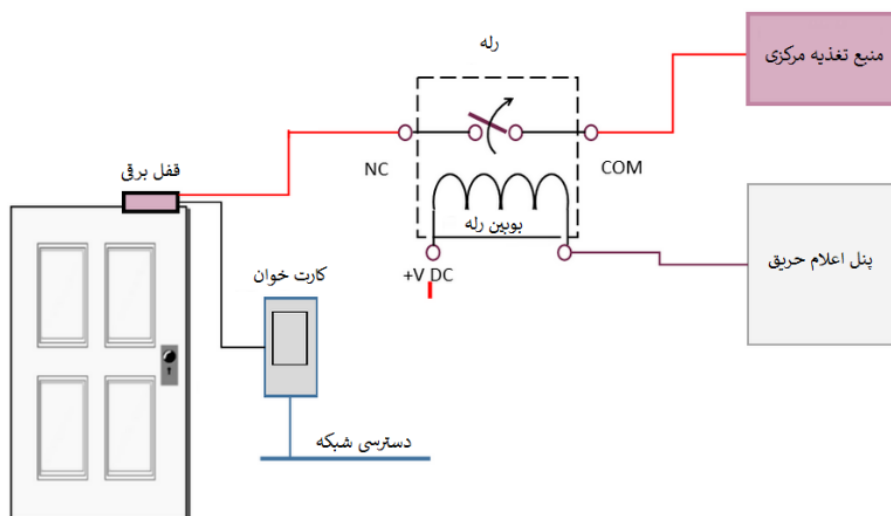 رله
منبع تغذیه مرکزی
NC
COM
قفل برقی
بوبین رله
پنل اعلام حریق
+V DC
کارت خوان
دسترسی شبکه